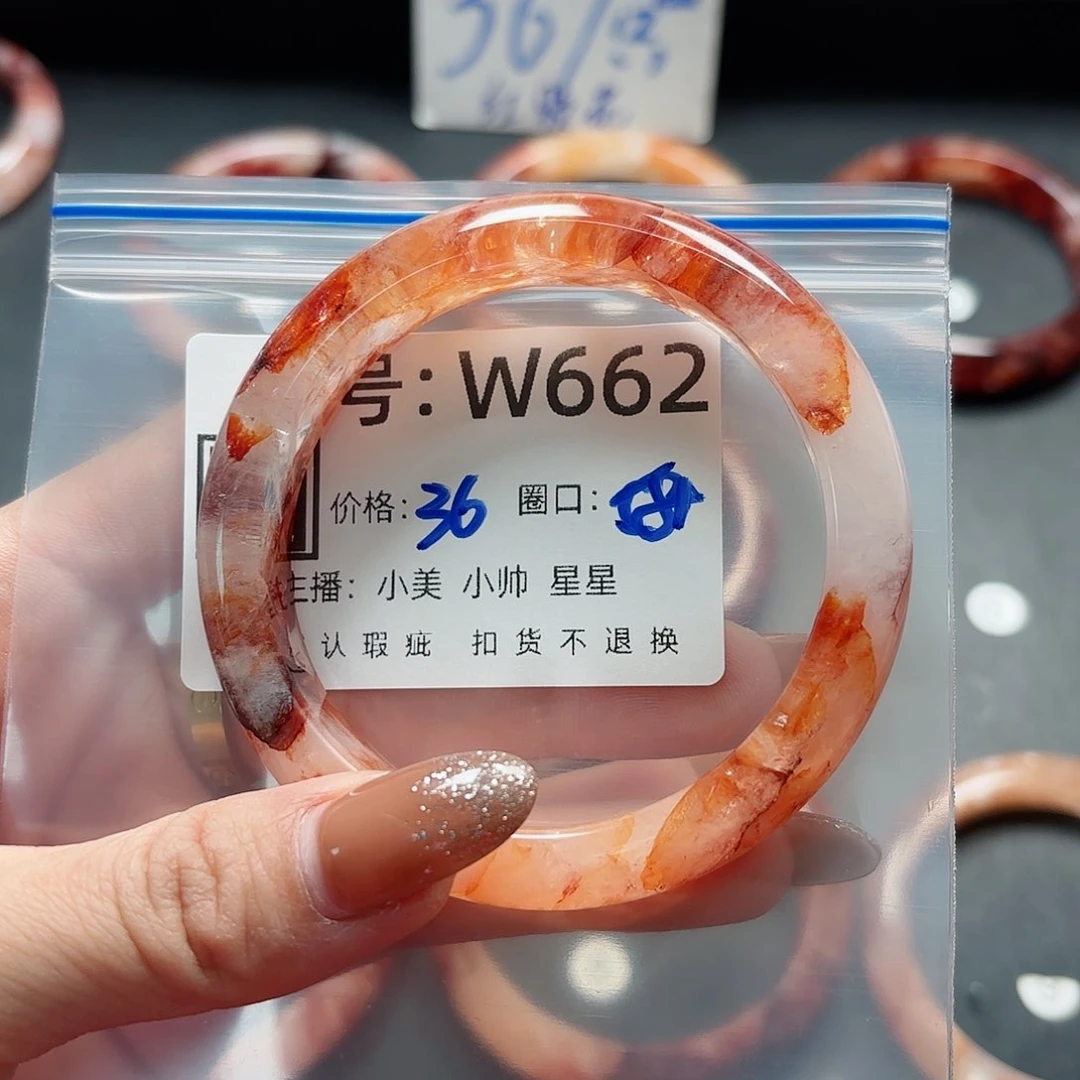 36/
号:W662
价格:36 圈口:58
主播: 小美 小帅 星星
认瑕疵 扣货不退换